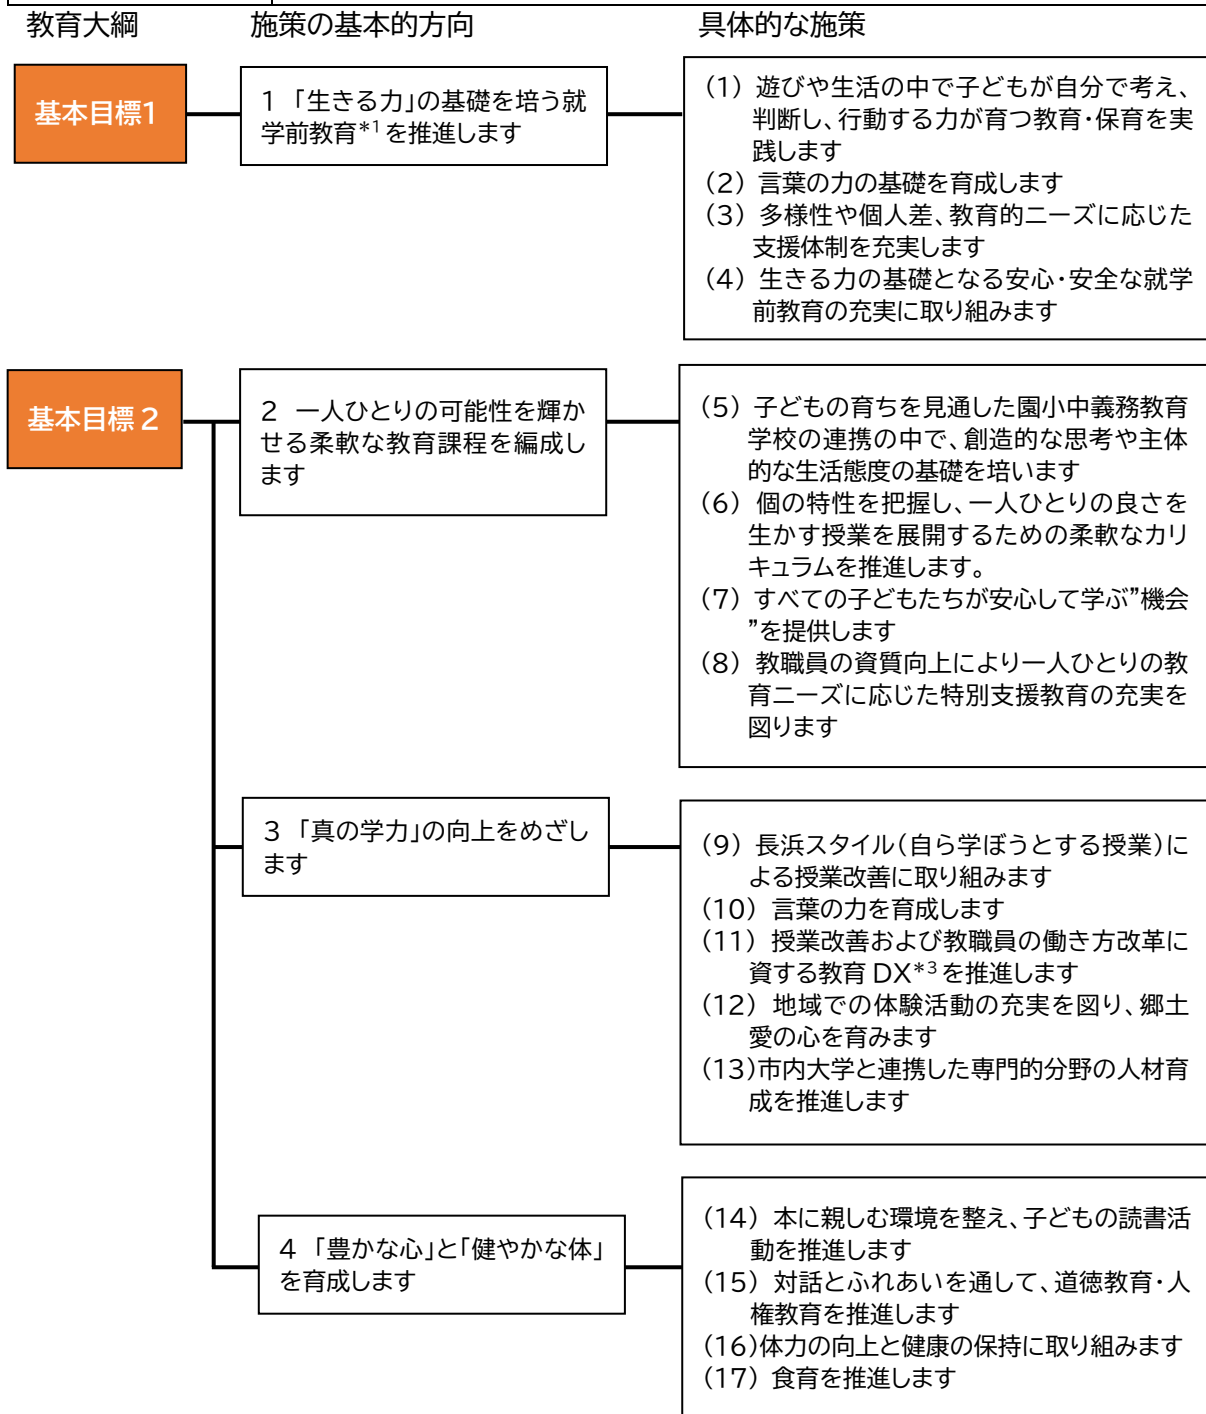 教育大綱
施策の基本的方向
具体的な施策
基本目標1
1 「生きる力」の基礎を培う就
学前教育*1を推進します
(1) 遊びや生活の中で子どもが自分で考え、
判断し、行動する力が育つ教育・保育を実
践します
(2) 言葉の力の基礎を育成します
(3) 多様性や個人差、教育的ニーズに応じた
支援体制を充実します
(4) 生きる力の基礎となる安心・安全な就学
前教育の充実に取り組みます
基本目標2
2 一人ひとりの可能性を輝か
せる柔軟な教育課程を編成し
ます
(5) 子どもの育ちを見通した園小中義務教育
学校の連携の中で、創造的な思考や主体
的な生活態度の基礎を培います
(6) 個の特性を把握し、一人ひとりの良さを
生かす授業を展開するための柔軟なカリ
キュラムを推進します。
(7) すべての子どもたちが安心して学ぶ”機会
”を提供します
(8) 教職員の資質向上により一人ひとりの教
育ニーズに応じた特別支援教育の充実を
図ります
3 「真の学力」の向上をめざし
ます
(9) 長浜スタイル(自ら学ぼうとする授業)に
よる授業改善に取り組みます
(10) 言葉の力を育成します
(11) 授業改善および教職員の働き方改革に
資する教育 DX*3を推進します
(12) 地域での体験活動の充実を図り、郷土
愛の心を育みます
(13)市内大学と連携した専門的分野の人材育
成を推進します
4 「豊かな心」と「健やかな体」
を育成します
(14) 本に親しむ環境を整え、子どもの読書活
動を推進します
(15) 対話とふれあいを通して、道徳教育・人
権教育を推進します
(16)体力の向上と健康の保持に取り組みます
(17) 食育を推進します